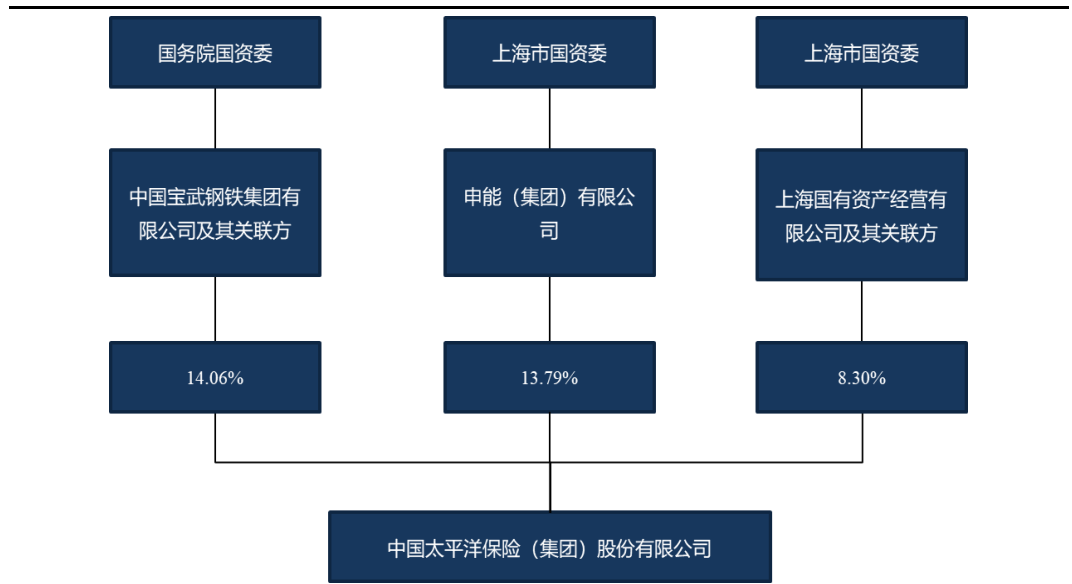 国务院国资委
上海市国资委
上海市国资委
中国宝武钢铁集团有
限公司及其关联方
申能（集团）有限公
司
上海国有资产经营有
限公司及其关联方
14.06%
13.79%
8.30%
中国太平洋保险（集团）股份有限公司